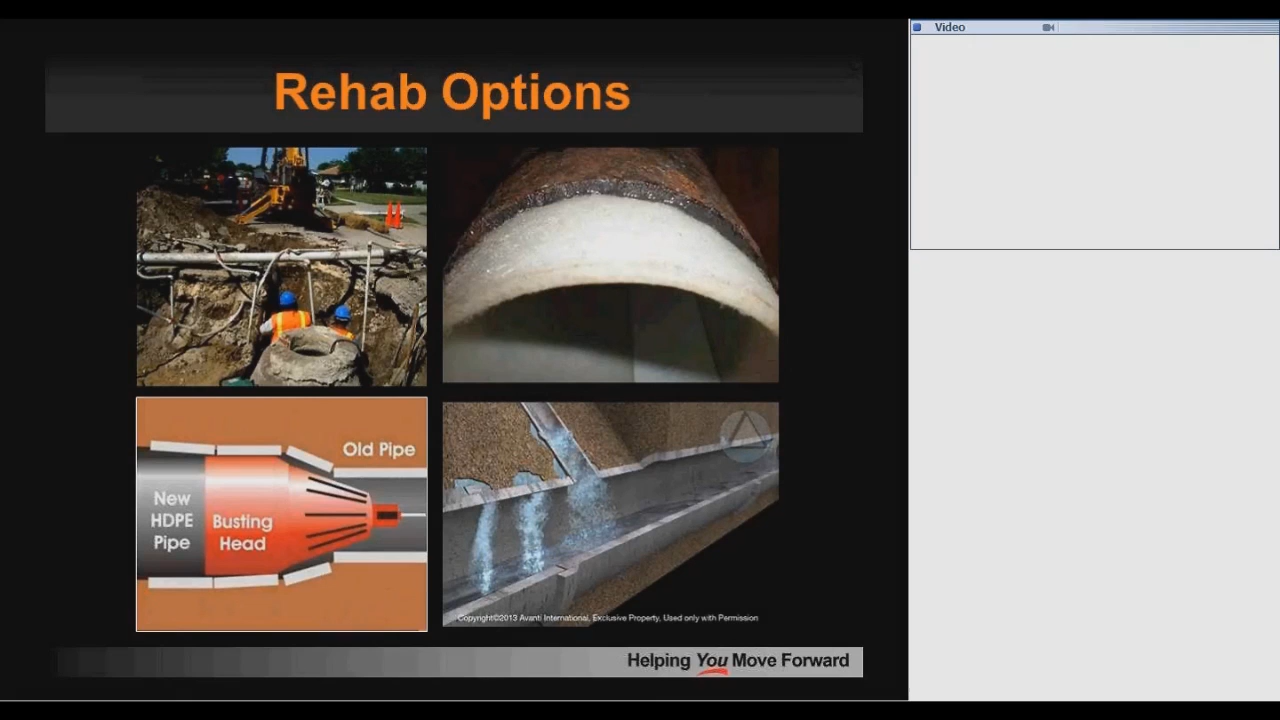 Video
Rehab Options
Old Pipe
New
HDPE
Pipe
Busting
Head
Copyright©2013 Avanti International, Exclusive Property, Used only with Permission
Helping You Move Forward